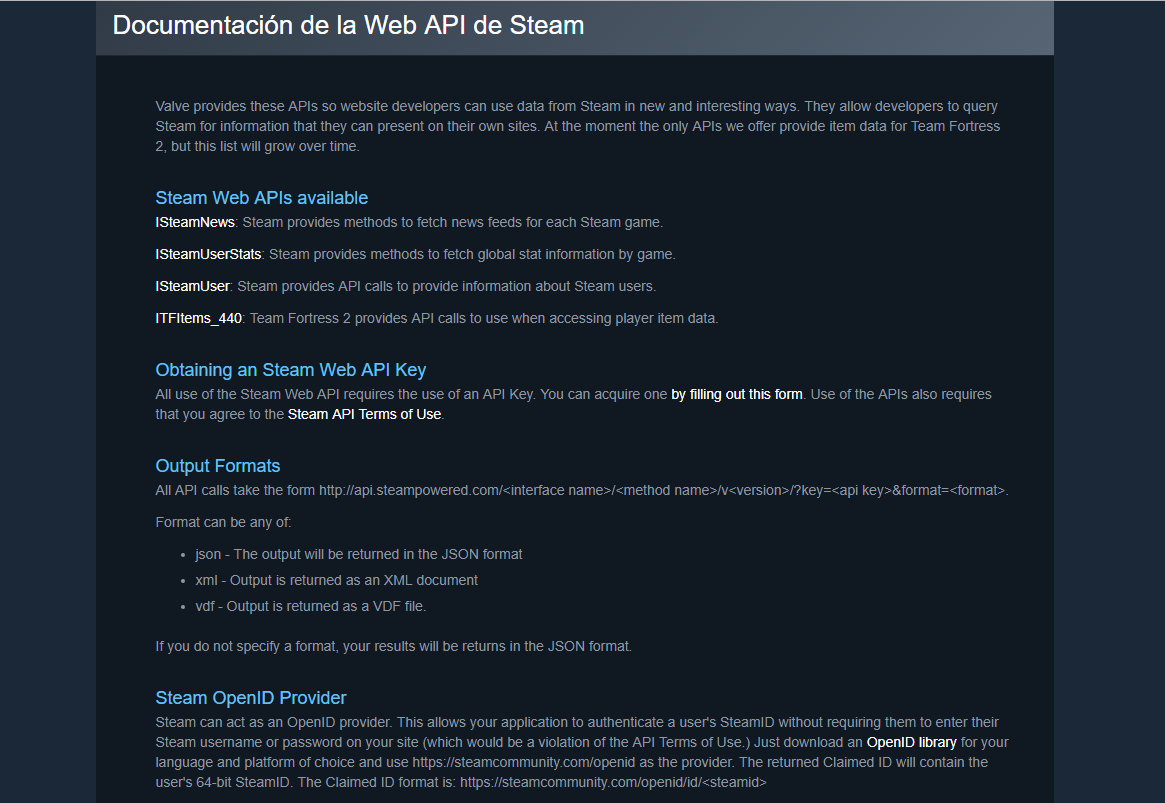 Documentación de la Web API de Steam
Valve provides these APIs so website developers can use data from Steam in new and interesting ways. They allow developers to query
Steam for information that they can present on their own sites. At the moment the only APIs we offer provide item data for Team Fortress
2, but this list will grow over time.
Steam Web APIs available
ISteamNews: Steam provides methods to fetch news feeds for each Steam game.
ISteamUserStats: Steam provides methods to fetch global stat information by game.
ISteamUser: Steam provides API calls to provide information about Steam users.
ITFItems_440: Team Fortress 2 provides API calls to use when accessing player item data.
Obtaining an Steam Web API Key
All use of the Steam Web API requires the use of an API Key. You can acquire one by filling out this form. Use of the APIs also requires
that you agree to the Steam API Terms of Use.
Output Formats
All API calls take the form http://api.steampowered.com/<interface name>/<method name>/v<version>/?key=<api key>&format=<format>.
Format can be any of:
• json - The output will be returned in the JSON format
• xml - Output is returned as an XML document
• vdf - Output is returned as a VDF file.
If you do not specify a format, your results will be returns in the JSON format.
Steam OpenID Provider
Steam can act as an OpenID provider. This allows your application to authenticate a user's SteamID without requiring them to enter their
Steam username or password on your site (which would be a violation of the API Terms of Use.) Just download an OpenID library for your
language and platform of choice and use https://steamcommunity.com/openid as the provider. The returned Claimed ID will contain the
user's 64-bit SteamID. The Claimed ID format is: https://steamcommunity.com/openid/id/<steamid>